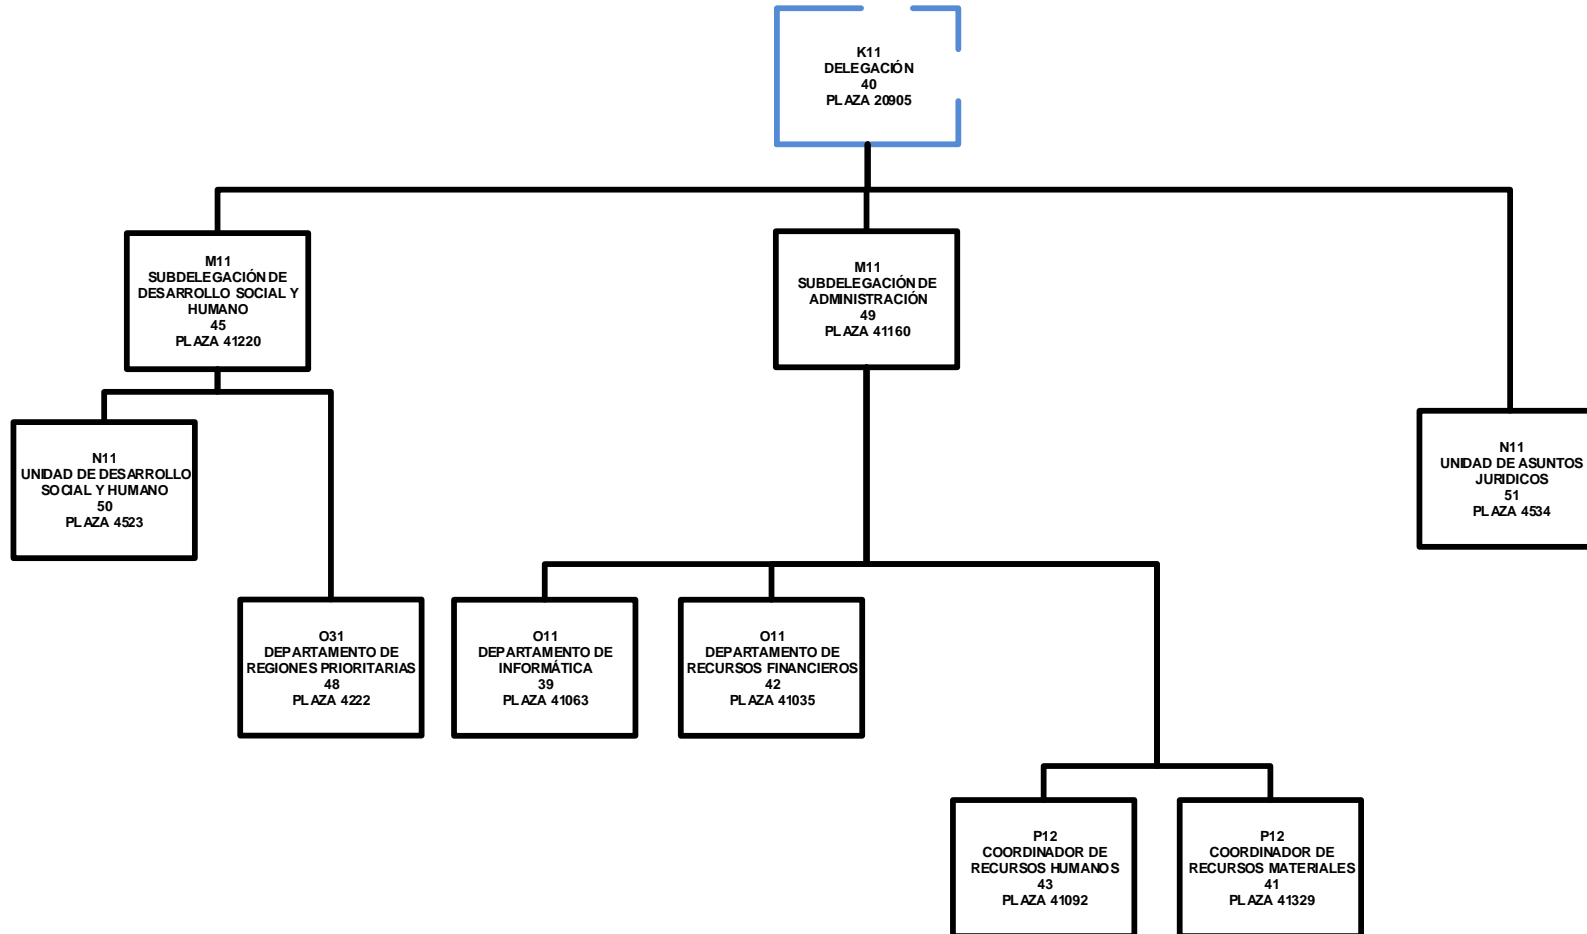 K11
DELEGACIÓN
40
PLAZA 20905
M11
SUBDELEGACIÓN DE
DESARROLLO SOCIAL Y
HUMANO
45
PLAZA 41220
M11
SUBDELEGACIÓN DE
ADMINISTRACIÓN
49
PLAZA 41160
N11
UNIDAD DE DESARROLLO
SOCIAL Y HUMANO
50
PLAZA 4523
N11
UNIDAD DE ASUNTOS
JURIDICOS
51
PLAZA 4534
O31
DEPARTAMENTO DE
REGIONES PRIORITARIAS
48
PLAZA 4222
O11
DEPARTAMENTO DE
INFORMÁTICA
39
PLAZA 41063
O11
DEPARTAMENTO DE
RECURSOS FINANCIEROS
42
PLAZA 41035
P12
COORDINADOR DE
RECURSOS HUMANOS
43
PLAZA 41092
P12
COORDINADOR DE
RECURSOS MATERIALES
41
PLAZA 41329